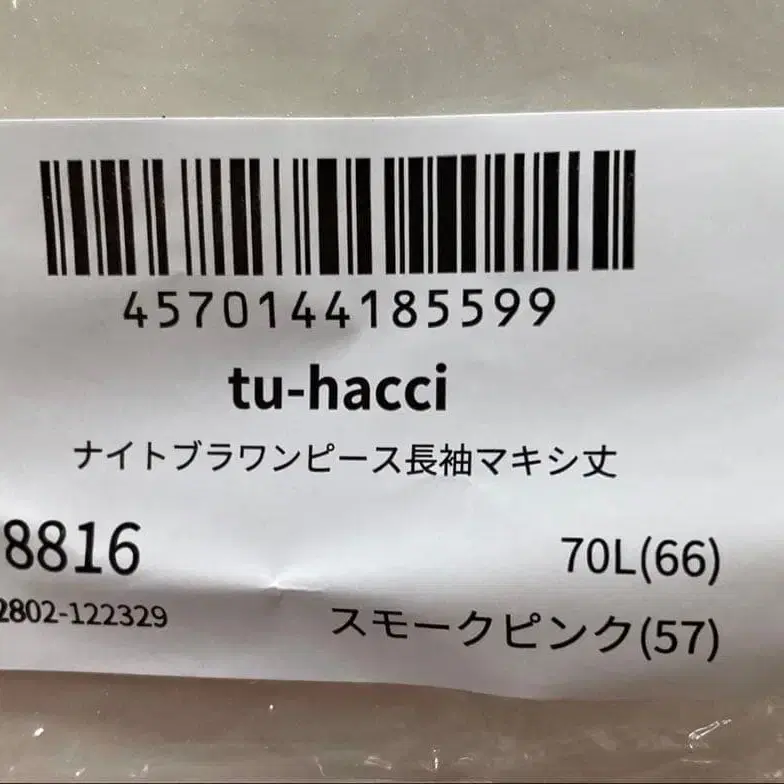 4570144185599
tu-hacci
ナイトブラワンピース長袖マキシ丈
8816 70L(66)
2802-122329 スモークピンク(57)